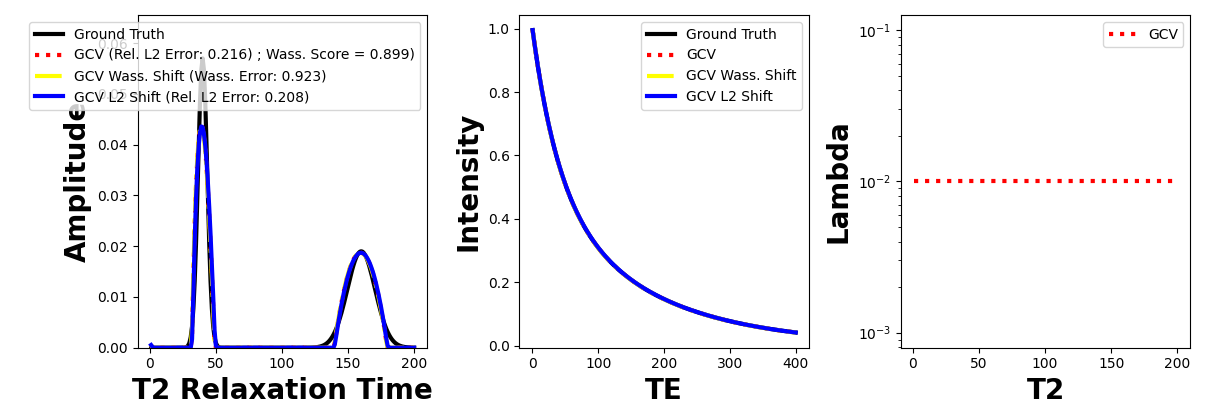 Ground Truth
GCV (Rel. L2 Error: 0.216) ; Wass. Score = 0.899)
GCV Wass. Shift (Wass. Error: 0.923)
GCV L2 Shift (Rel. L2 Error: 0.208)
Amplitude
0.06
0.05
0.04
0.03
0.02
0.01
0.00
0 50 100 150 200
T2 Relaxation Time
Ground Truth
GCV
GCV Wass. Shift
GCV L2 Shift
Intensity
1.0
0.8
0.6
0.4
0.2
0.0
0 100 200 300 400
TE
GCV
Lambda
10⁻¹
10⁻²
10⁻³
0 50 100 150 200
T2